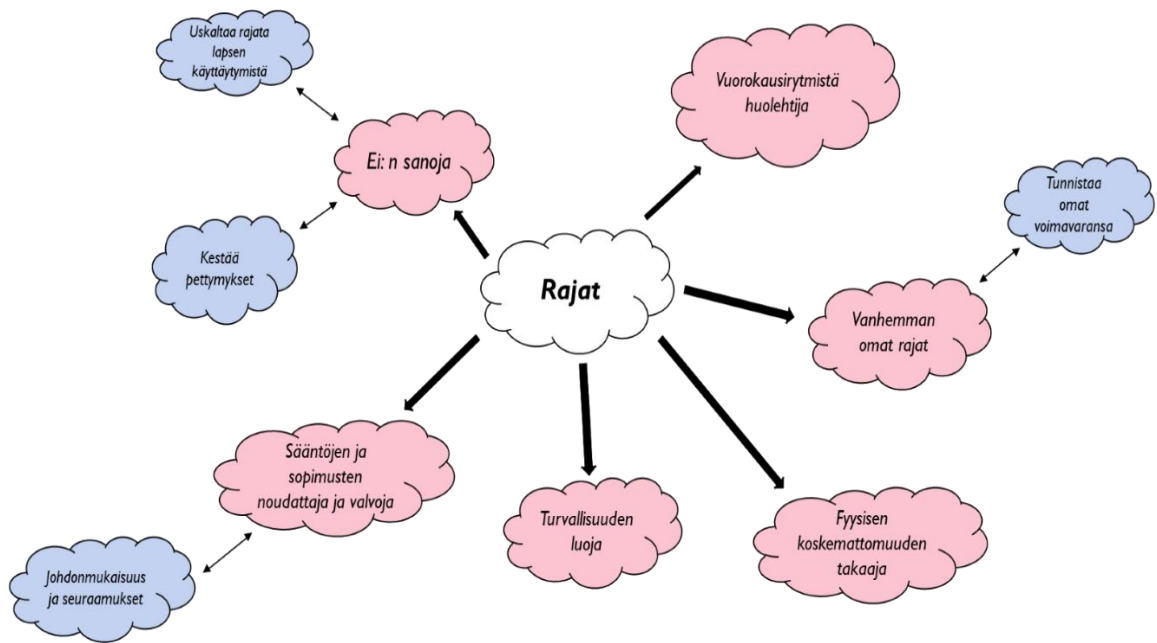 Uskaltaa rajata
lapsen
käyttäytymistä
Vuorokausirytmistä
huolehtija
Ei: n sanoja
Tunnistaa
omat
voimavaransa
Kestää
pettymykset
Rajat
Vanhemman
omat rajat
Sääntöjen ja
sopimusten
noudattaja ja valvoja
Turvallisuuden
luoja
Fyysisen
koskemattomuuden
takaaja
Johdonmukaisuus
ja seuraamukset